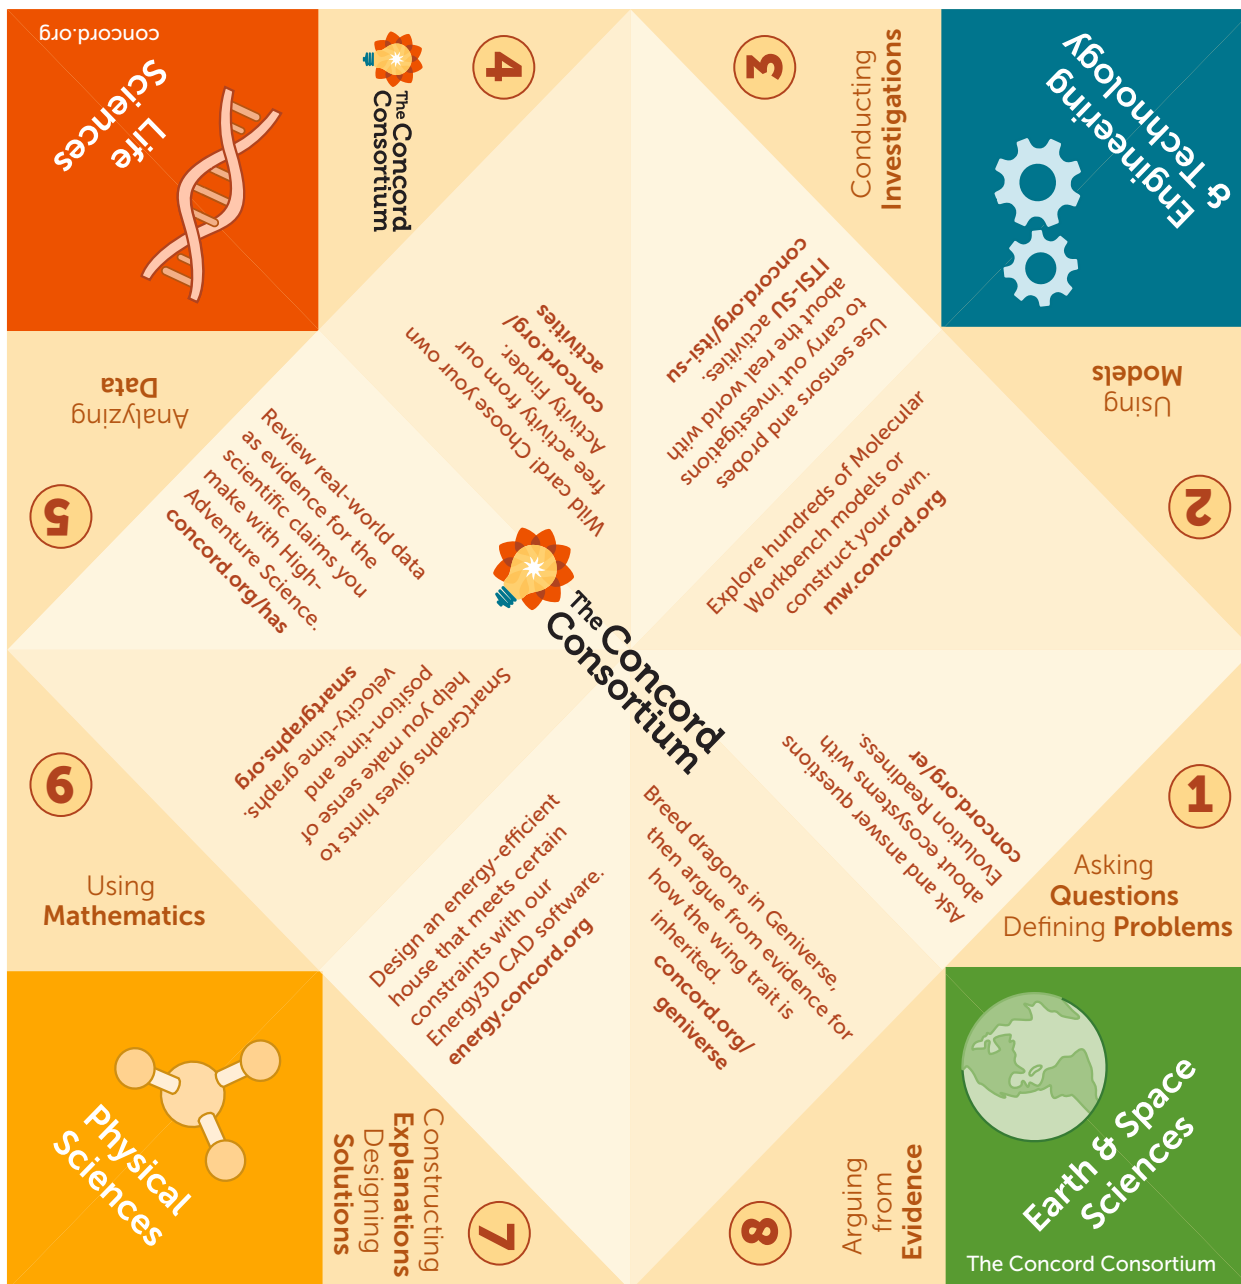 concord.org
Life
Sciences
The Concord
Consortium
4
3
Conducting
Investigations
Engineering
& Technology
Analyzing
Data
5
Review real-world data
as evidence for the
scientific claims you
make with High-
Adventure Science.
concord.org/has
Wild card! Choose your own
free activity from our
Activity Finder.
concord.org/
activities
Use sensors and probes
to carry out investigations
about the real world with
ITSI-SU activities.
concord.org/itsi-su
Explore hundreds of Molecular
Workbench models or
construct your own.
mw.concord.org
Using
Models
2
The Concord
Consortium
6
Using
Mathematics
SmartGraphs gives hints to
help you make sense of
position-time and
velocity-time graphs.
smartgraphs.org
Design an energy-efficient
house that meets certain
constraints with our
Energy3D CAD software.
energy.concord.org
Breed dragons in Geniverse,
then argue from evidence for
how the wing trait is
inherited.
concord.org/
geniverse
Ask and answer questions
about ecosystems with
Evolution Readiness.
concord.org/er
1
Asking
Questions
Defining Problems
Physical
Sciences
Constructing
Explanations
Designing
Solutions
7
8
Arguing
from
Evidence
Earth & Space
Sciences
The Concord Consortium